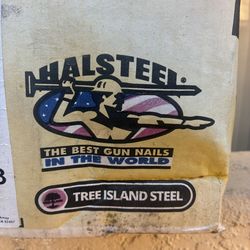 HALSTEEL®
THE BEST GUN NAILS
IN THE WORLD
TREE ISLAND STEEL